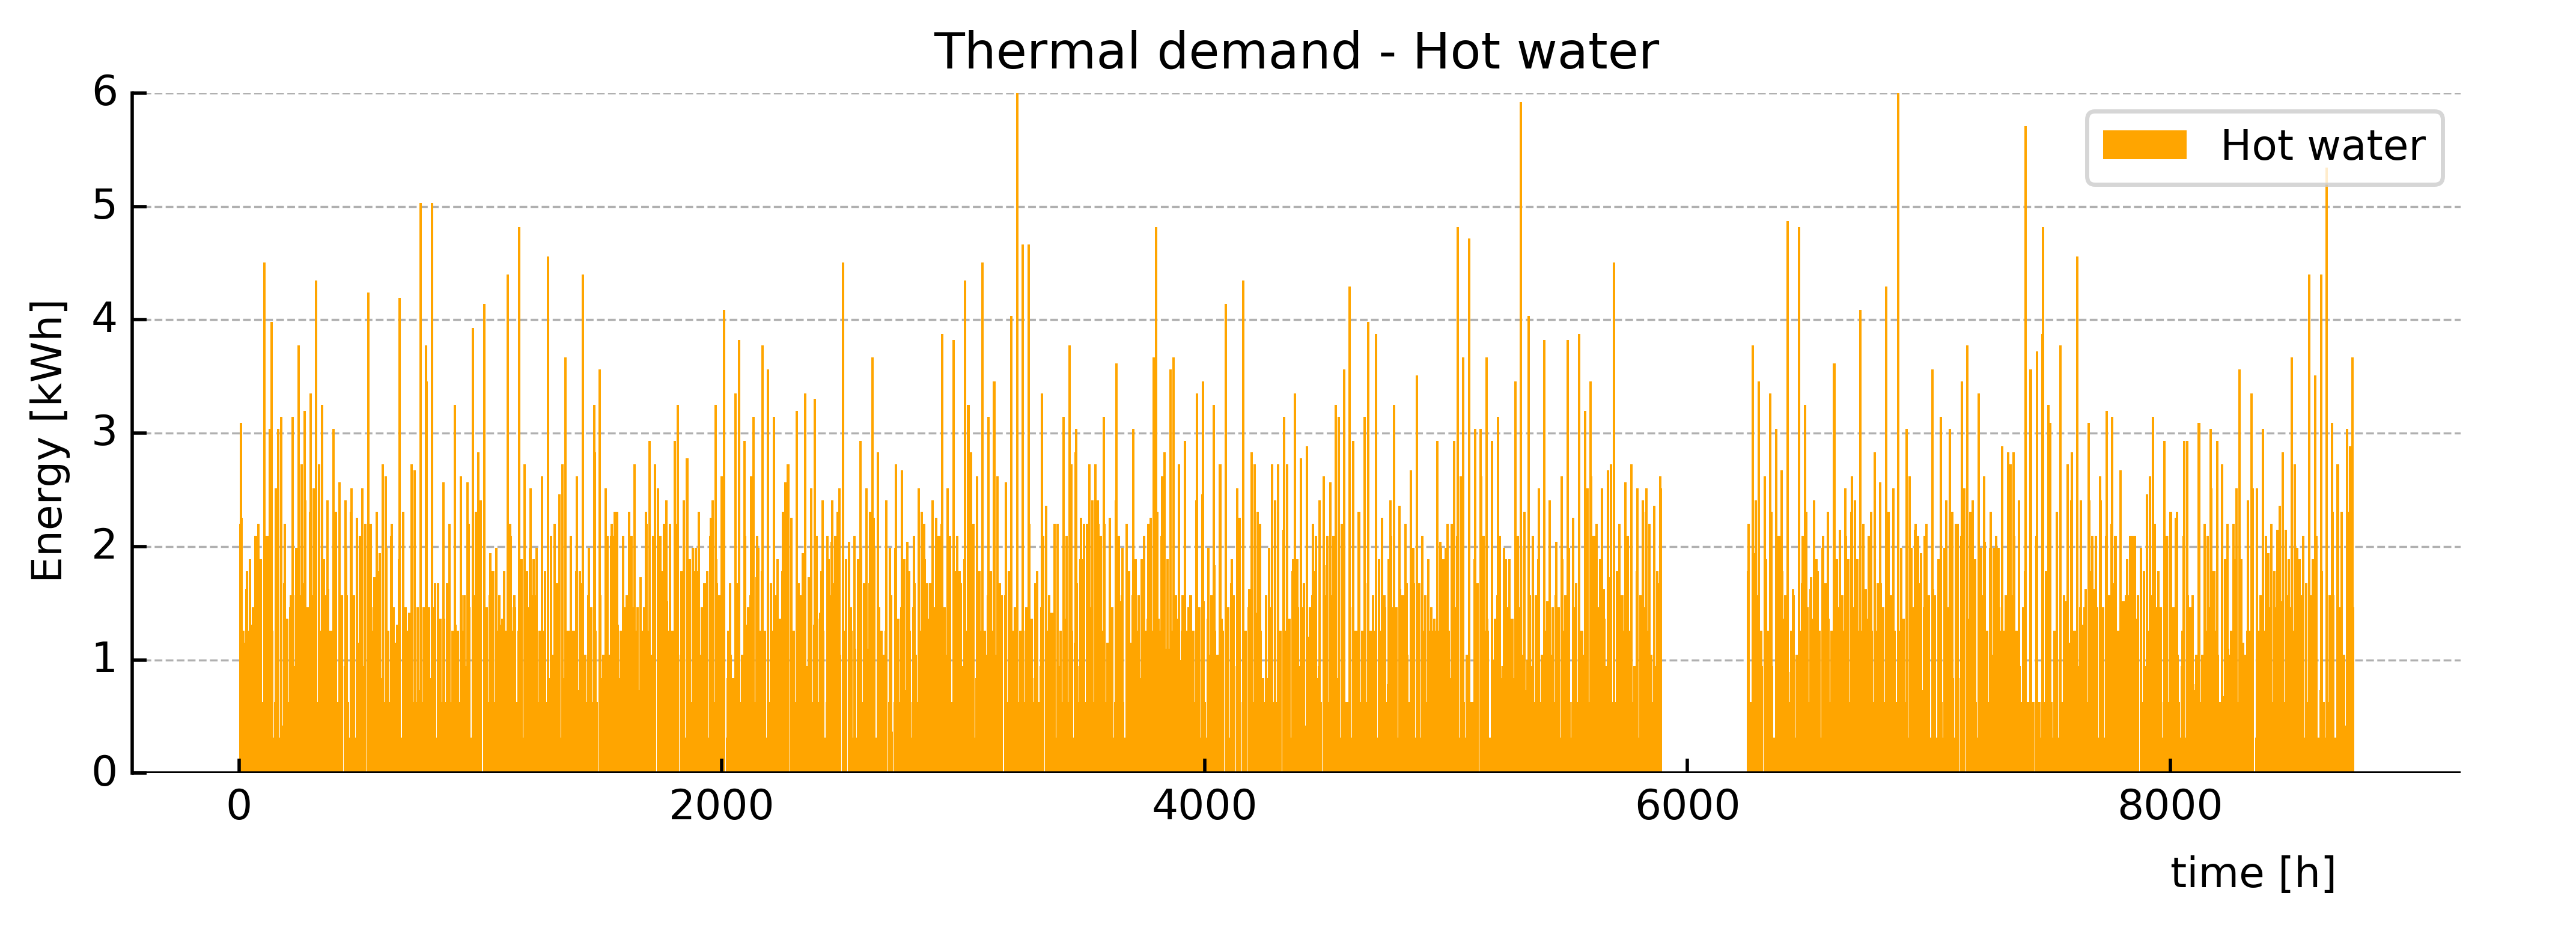 Thermal demand - Hot water
Hot water
Energy [kWh]
6
5
4
3
2
1
0
0 2000 4000 6000 8000
time [h]